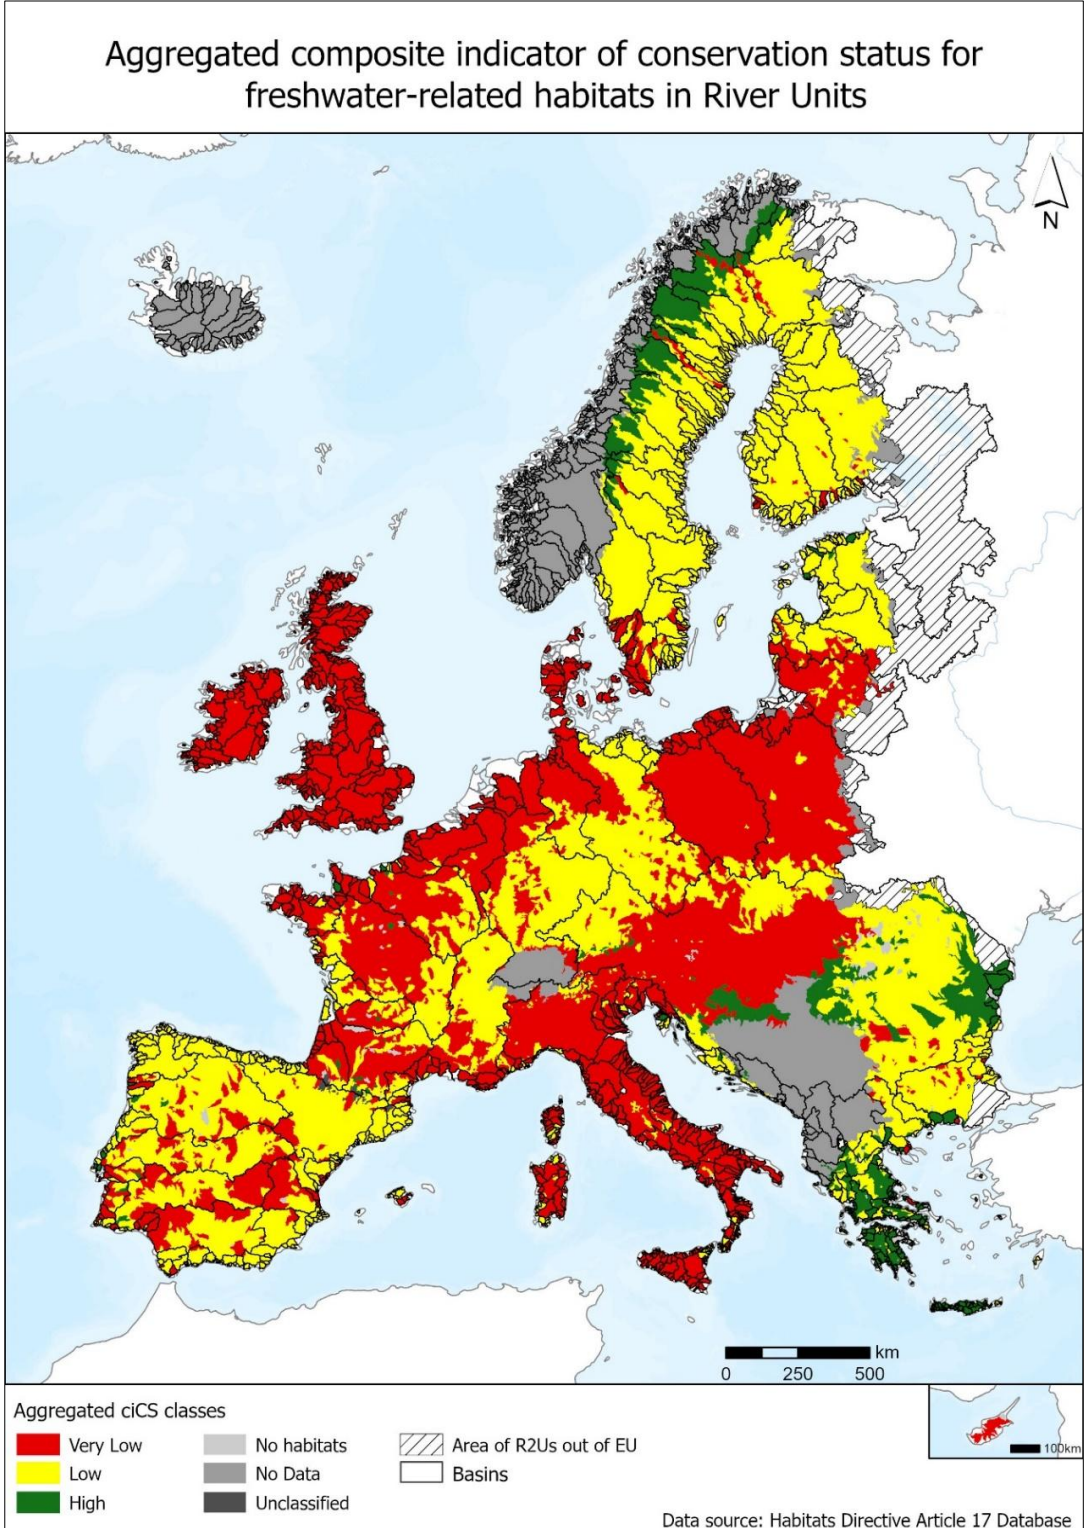 Aggregated composite indicator of conservation status for
freshwater-related habitats in River Units
N
km
0 250 500
Aggregated ciCS classes
Very Low
Low
High
No habitats
No Data
Unclassified
Area of R2Us out of EU
Basins
100km
Data source: Habitats Directive Article 17 Database